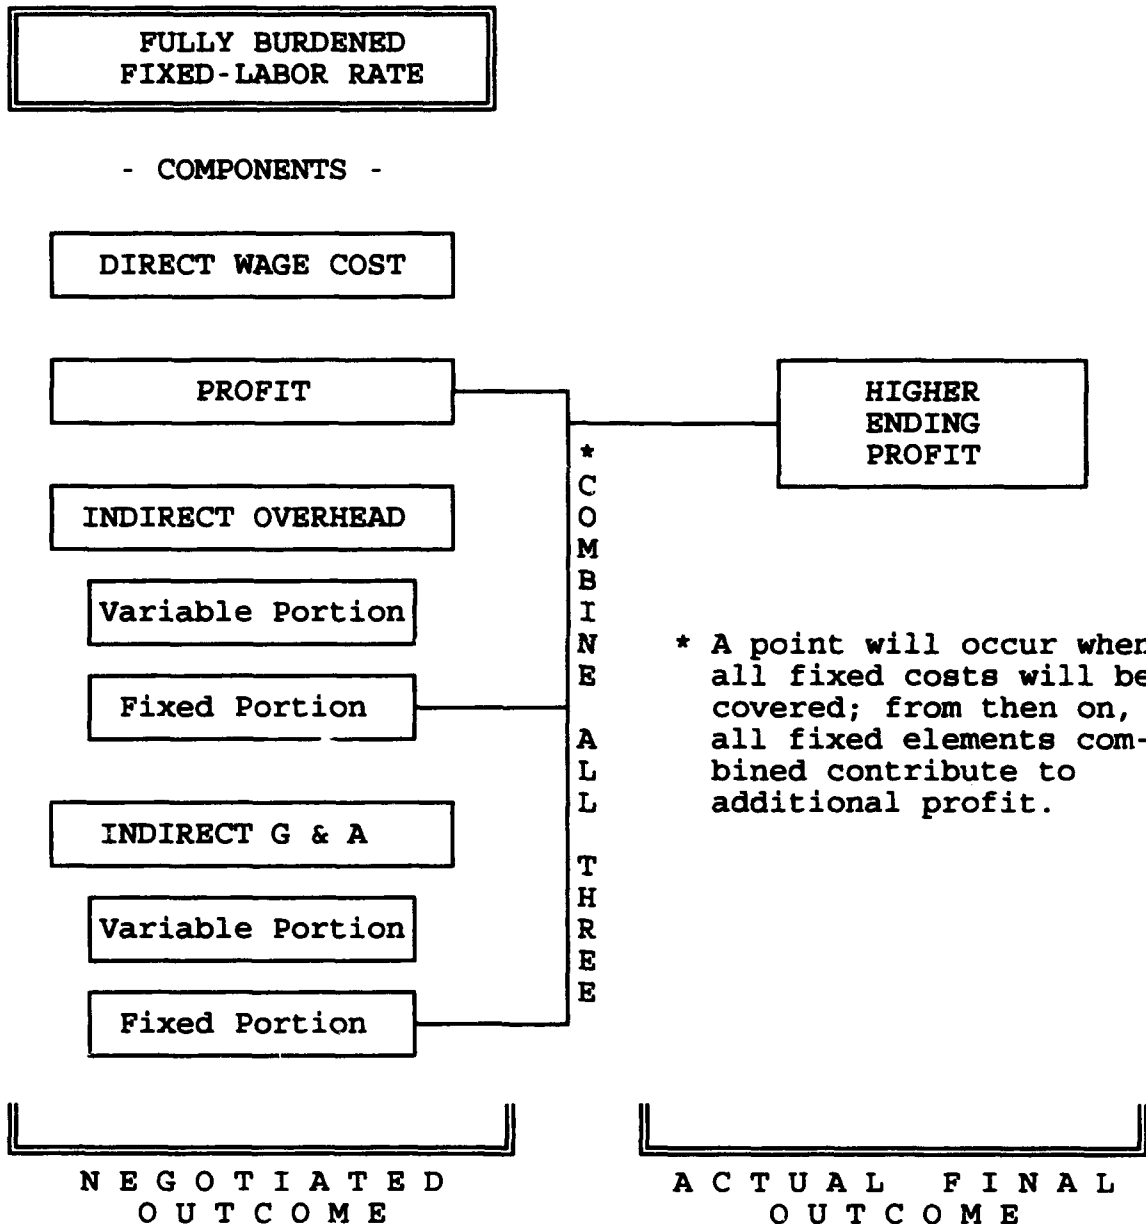 FULLY BURDENED
FIXED-LABOR RATE
- COMPONENTS -
DIRECT WAGE COST
PROFIT
INDIRECT OVERHEAD
Variable Portion
Fixed Portion
INDIRECT G & A
Variable Portion
Fixed Portion
*COMBINE ALL THREE
HIGHER
ENDING
PROFIT
* A point will occur when
all fixed costs will be
covered; from then on,
all fixed elements com-
bined contribute to
additional profit.
NEGOTIATED
OUTCOME
ACTUAL FINAL
OUTCOME